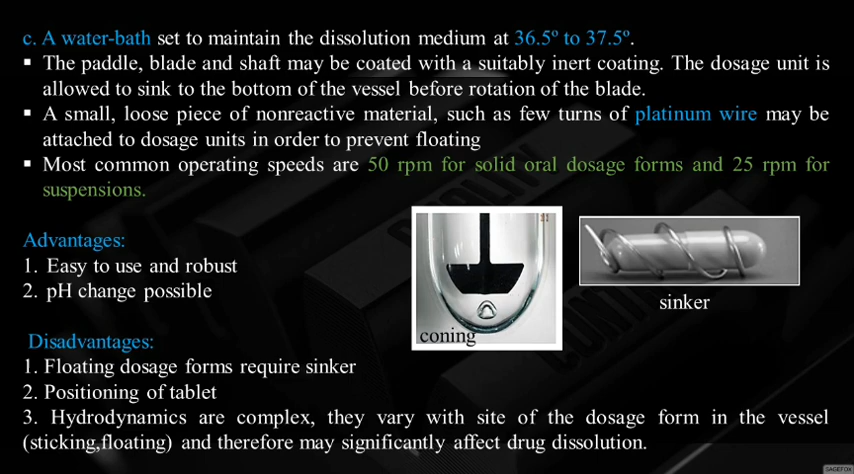 c. A water-bath set to maintain the dissolution medium at 36.5º to 37.5º.
▪ The paddle, blade and shaft may be coated with a suitably inert coating. The dosage unit is
allowed to sink to the bottom of the vessel before rotation of the blade.
▪ A small, loose piece of nonreactive material, such as few turns of platinum wire may be
attached to dosage units in order to prevent floating
▪ Most common operating speeds are 50 rpm for solid oral dosage forms and 25 rpm for
suspensions.
Advantages:
1. Easy to use and robust
2. pH change possible
coning
sinker
Disadvantages:
1. Floating dosage forms require sinker
2. Positioning of tablet
3. Hydrodynamics are complex, they vary with site of the dosage form in the vessel
(sticking,floating) and therefore may significantly affect drug dissolution.
SAGEFOX